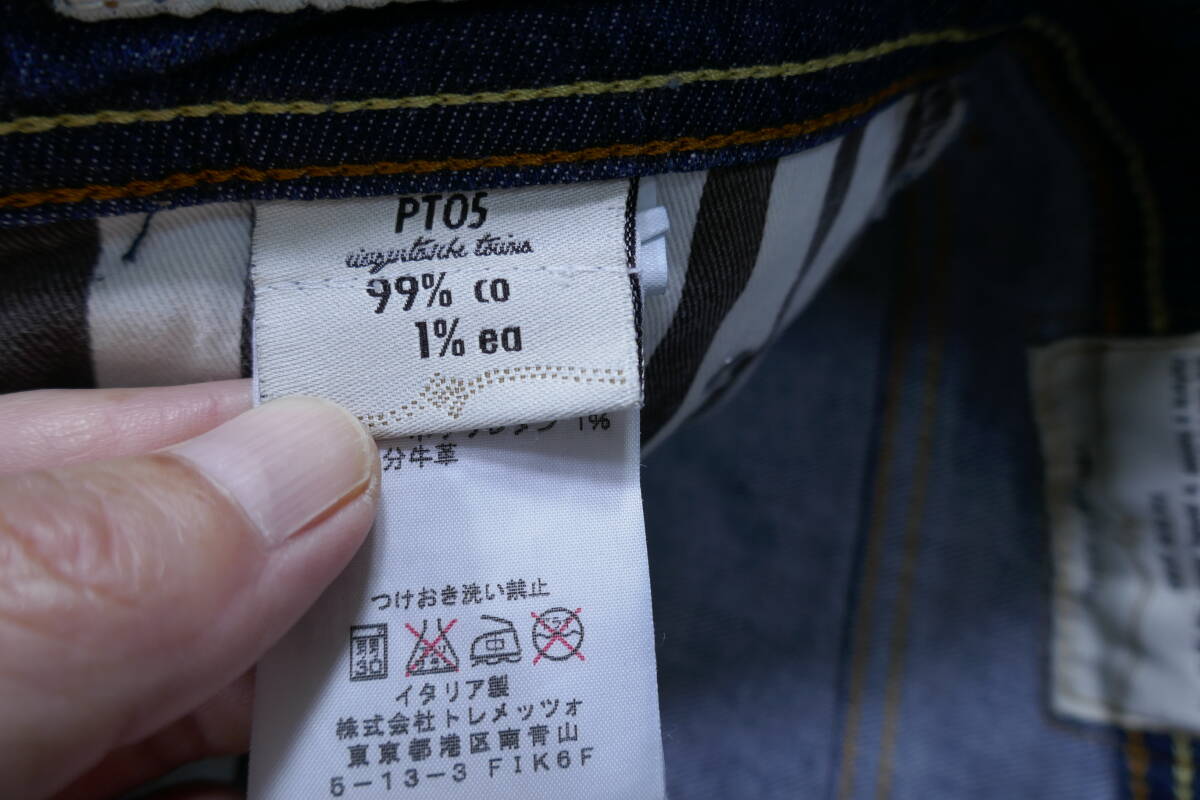 PT05
99% co
1% ea
1%
分牛革
つけおき洗い禁止
30
イタリア製
株式会社トレメッツォ
東京都港区南青山
5-13-3 FIK6F